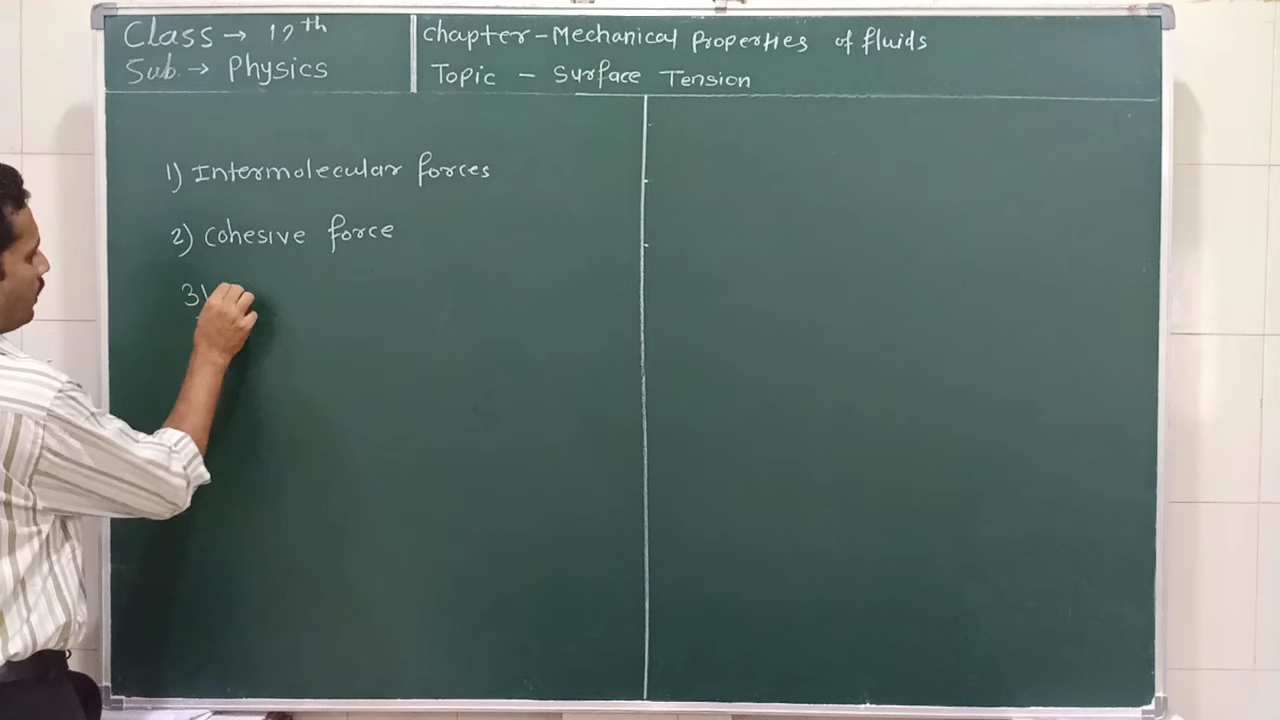 Class → 12th
Sub. → Physics
Chapter - Mechanical Properties of fluids
Topic - Surface Tension
1) Intermolecular forces
2) Cohesive force
3)